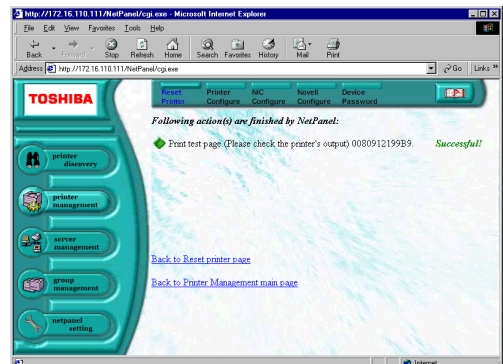 http://172.16.110.111/NetPanel/cgi.exe - Microsoft Internet Explorer
File Edit View Favorites Tools Help
Back Forward Stop Refresh Home Search Favorites History Mail Print
Address http://172.16.110.111/NetPanel/cgi.exe Go Links »
TOSHIBA
Reset Printer
Printer Configure
NIC Configure
Novell Configure
Device Password
Following action(s) are finished by NetPanel:
Print test page (Please check the printer's output) 0080912199B9. Successful!
printer discovery
printer management
server management
group management
netpanel setting
Back to Reset printer page
Back to Printer Management main page
Internet